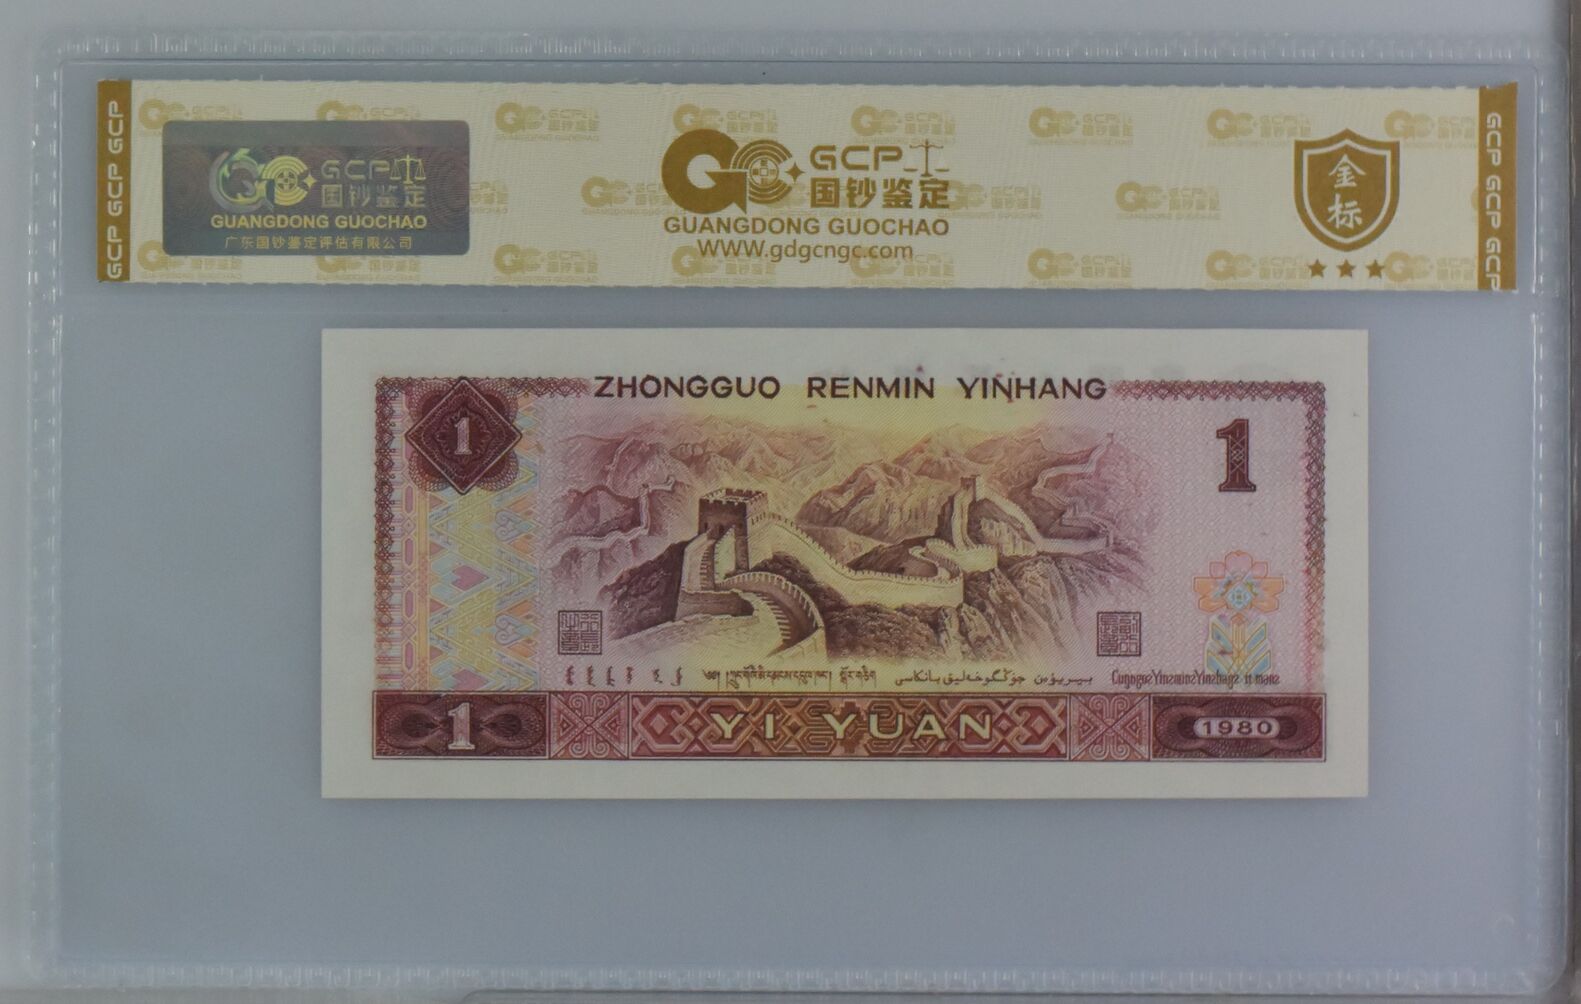 GCP GCP GCP
GCP
国钞鉴定
GUANGDONG GUOCHAO
广东国钞鉴定评估有限公司
GCP
国钞鉴定
GUANGDONG GUOCHAO
WWW.gdgcngc.com
金
标
GCP GCP GCP
ZHONGGUO RENMIN YINHANG
1
1
1
YI YUAN
1980